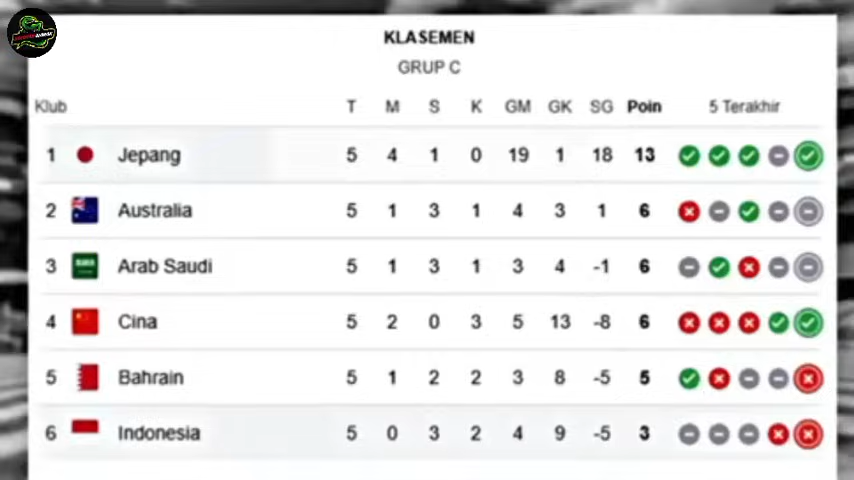 KLASEMEN
GRUP C
Klub T M S K GM GK SG Poin 5 Terakhir
1 Jepang 5 4 1 0 19 1 18 13
2 Australia 5 1 3 1 4 3 1 6
3 Arab Saudi 5 1 3 1 3 4 -1 6
4 Cina 5 2 0 3 5 13 -8 6
5 Bahrain 5 1 2 2 3 8 -5 5
6 Indonesia 5 0 3 2 4 9 -5 3